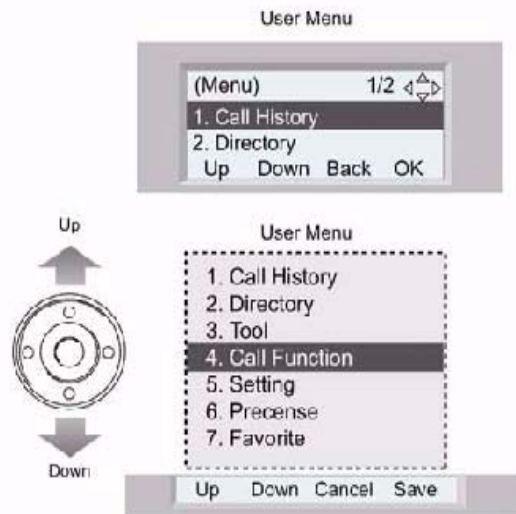 User Menu
(Menu) 1/2
1. Call History
2. Directory
Up Down Back OK
Up
User Menu
1. Call History
2. Directory
3. Tool
4. Call Function
5. Setting
6. Precense
7. Favorite
Down
Up Down Cancel Save